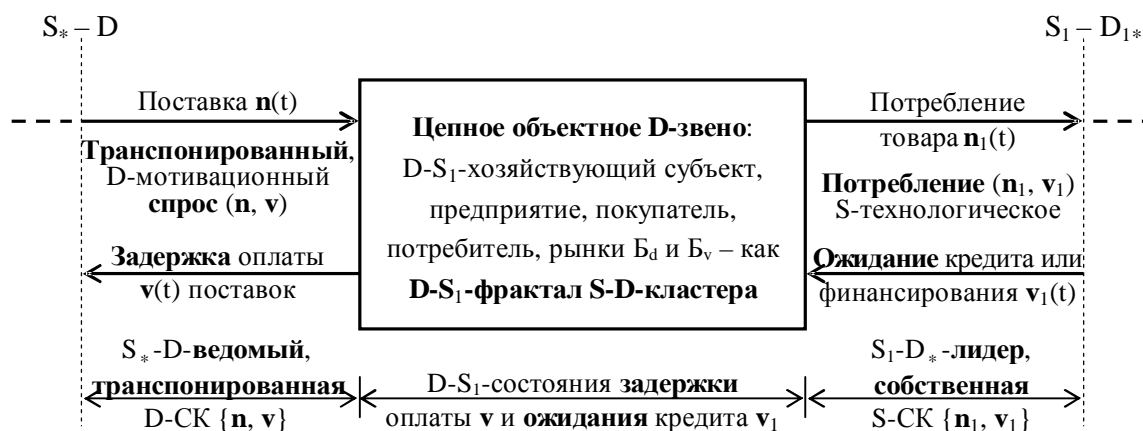 S* – D
S₁ – D₁*
Поставка n(t)
Транспонированный,
D-мотивационный
спрос (n, v)
Задержка оплаты
v(t) поставок
Цепное объектное D-звено:
D-S₁-хозяйствующий субъект,
предприятие, покупатель,
потребитель, рынки Бd и Бv – как
D-S₁-фрактал S-D-кластера
Потребление
товара n₁(t)
Потребление (n₁, v₁)
S-технологическое
Ожидание кредита или
финансирования v₁(t)
S*-D-ведомый,
транспонированная
D-СК {n, v}
D-S₁-состояния задержки
оплаты v и ожидания кредита v₁
S₁-D*-лидер,
собственная
S-СК {n₁, v₁}